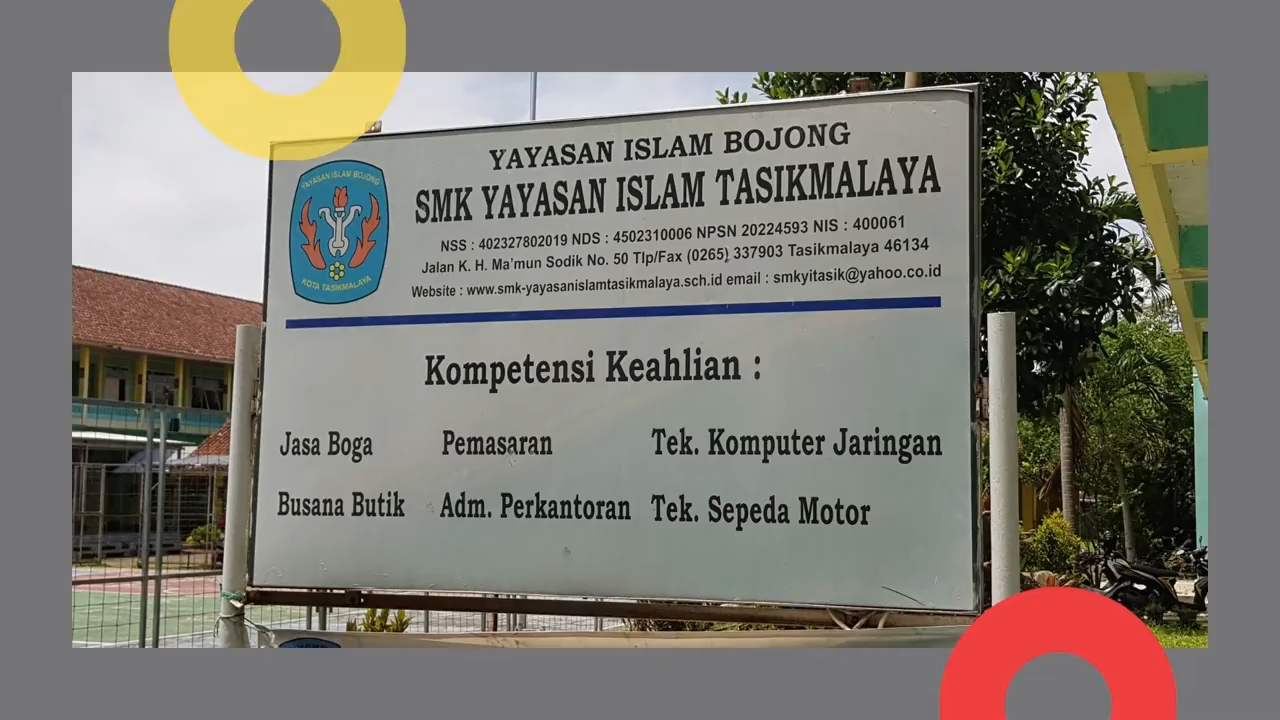 YAYASAN ISLAM BOJONG
SMK YAYASAN ISLAM TASIKMALAYA
NSS : 402327802019 NDS : 4502310006 NPSN 20224593 NIS : 400061
Jalan K. H. Ma'mun Sodik No. 50 Tlp/Fax (0265) 337903 Tasikmalaya 46134
Website : www.smk-yayasanislamtasikmalaya.sch.id email : smkyitasik@yahoo.co.id
YAYASAN ISLAM BOJONG
KOTA TASIKMALAYA
Kompetensi Keahlian :
Jasa Boga Pemasaran Tek. Komputer Jaringan
Busana Butik Adm. Perkantoran Tek. Sepeda Motor